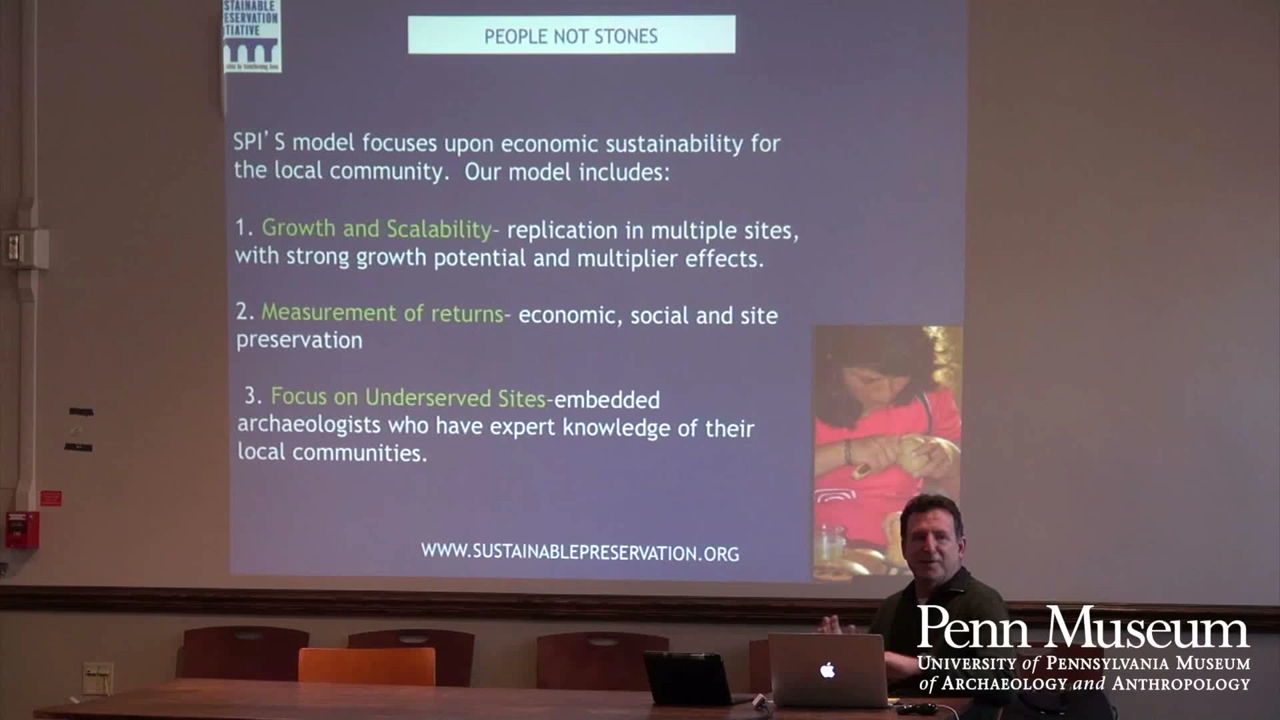 STAINABLE
ESERVATION
ITIATIVE
PEOPLE NOT STONES
SPI'S model focuses upon economic sustainability for
the local community. Our model includes:
1. Growth and Scalability- replication in multiple sites,
with strong growth potential and multiplier effects.
2. Measurement of returns- economic, social and site
preservation
3. Focus on Underserved Sites-embedded
archaeologists who have expert knowledge of their
local communities.
WWW.SUSTAINABLEPRESERVATION.ORG
Penn Museum
UNIVERSITY of PENNSYLVANIA MUSEUM
of ARCHAEOLOGY and ANTHROPOLOGY